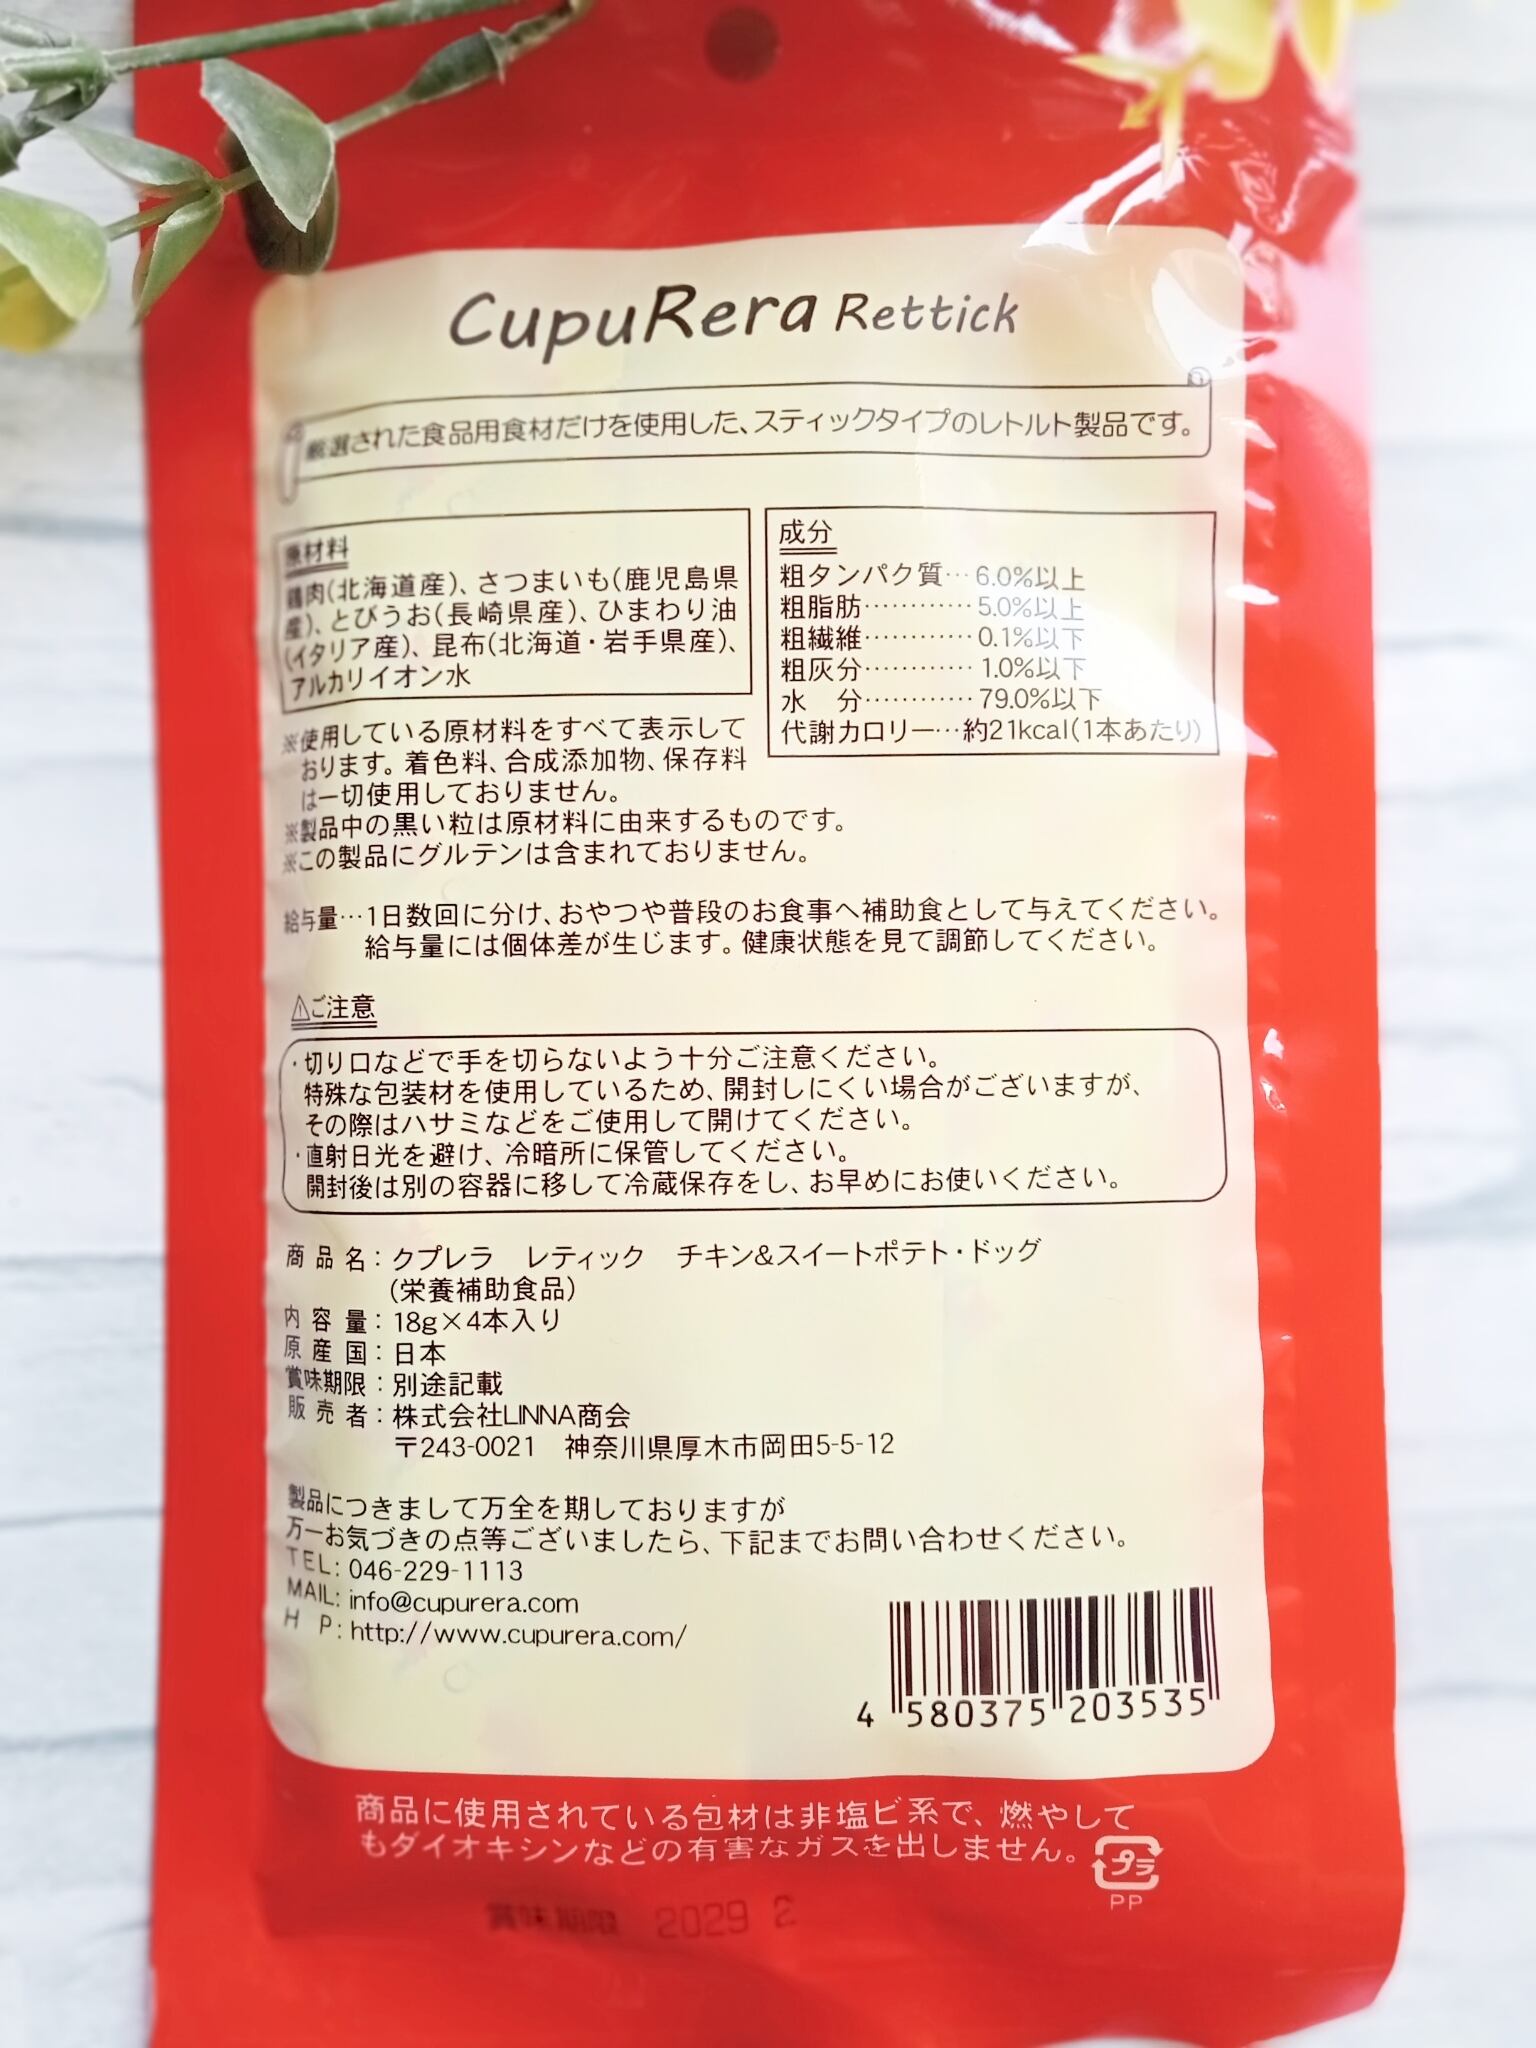 CupuRera Rettick
厳選された食品用食材だけを使用した、スティックタイプのレトルト製品です。
原材料
鶏肉(北海道産)、さつまいも(鹿児島県
産)、とびうお(長崎県産)、ひまわり油
(イタリア産)、昆布(北海道・岩手県産)、
アルカリイオン水
成分
粗タンパク質…6.0%以上
粗脂肪…………5.0%以上
粗繊維…………0.1%以下
粗灰分…………1.0%以下
水　分…………79.0%以下
代謝カロリー…約21kcal(1本あたり)
※使用している原材料をすべて表示して
おります。着色料、合成添加物、保存料
は一切使用しておりません。
※製品中の黒い粒は原材料に由来するものです。
※この製品にグルテンは含まれておりません。
給与量…1日数回に分け、おやつや普段のお食事へ補助食として与えてください。
給与量には個体差が生じます。健康状態を見て調節してください。
⚠ご注意
・切り口などで手を切らないよう十分ご注意ください。
特殊な包装材を使用しているため、開封しにくい場合がございますが、
その際はハサミなどをご使用して開けてください。
・直射日光を避け、冷暗所に保管してください。
開封後は別の容器に移して冷蔵保存をし、お早めにお使いください。
商品名：クプレラ　レティック　チキン&スイートポテト・ドッグ
(栄養補助食品)
内容量：18g×4本入り
原産国：日本
賞味期限：別途記載
販売者：株式会社LINNA商会
〒243-0021　神奈川県厚木市岡田5-5-12
製品につきまして万全を期しておりますが
万一お気づきの点等ございましたら、下記までお問い合わせください。
TEL: 046-229-1113
MAIL: info@cupurera.com
H P: http://www.cupurera.com/
4 580375 203535
商品に使用されている包材は非塩ビ系で、燃やして
もダイオキシンなどの有害なガスを出しません。
プラ
PP
賞味期限 2029 2